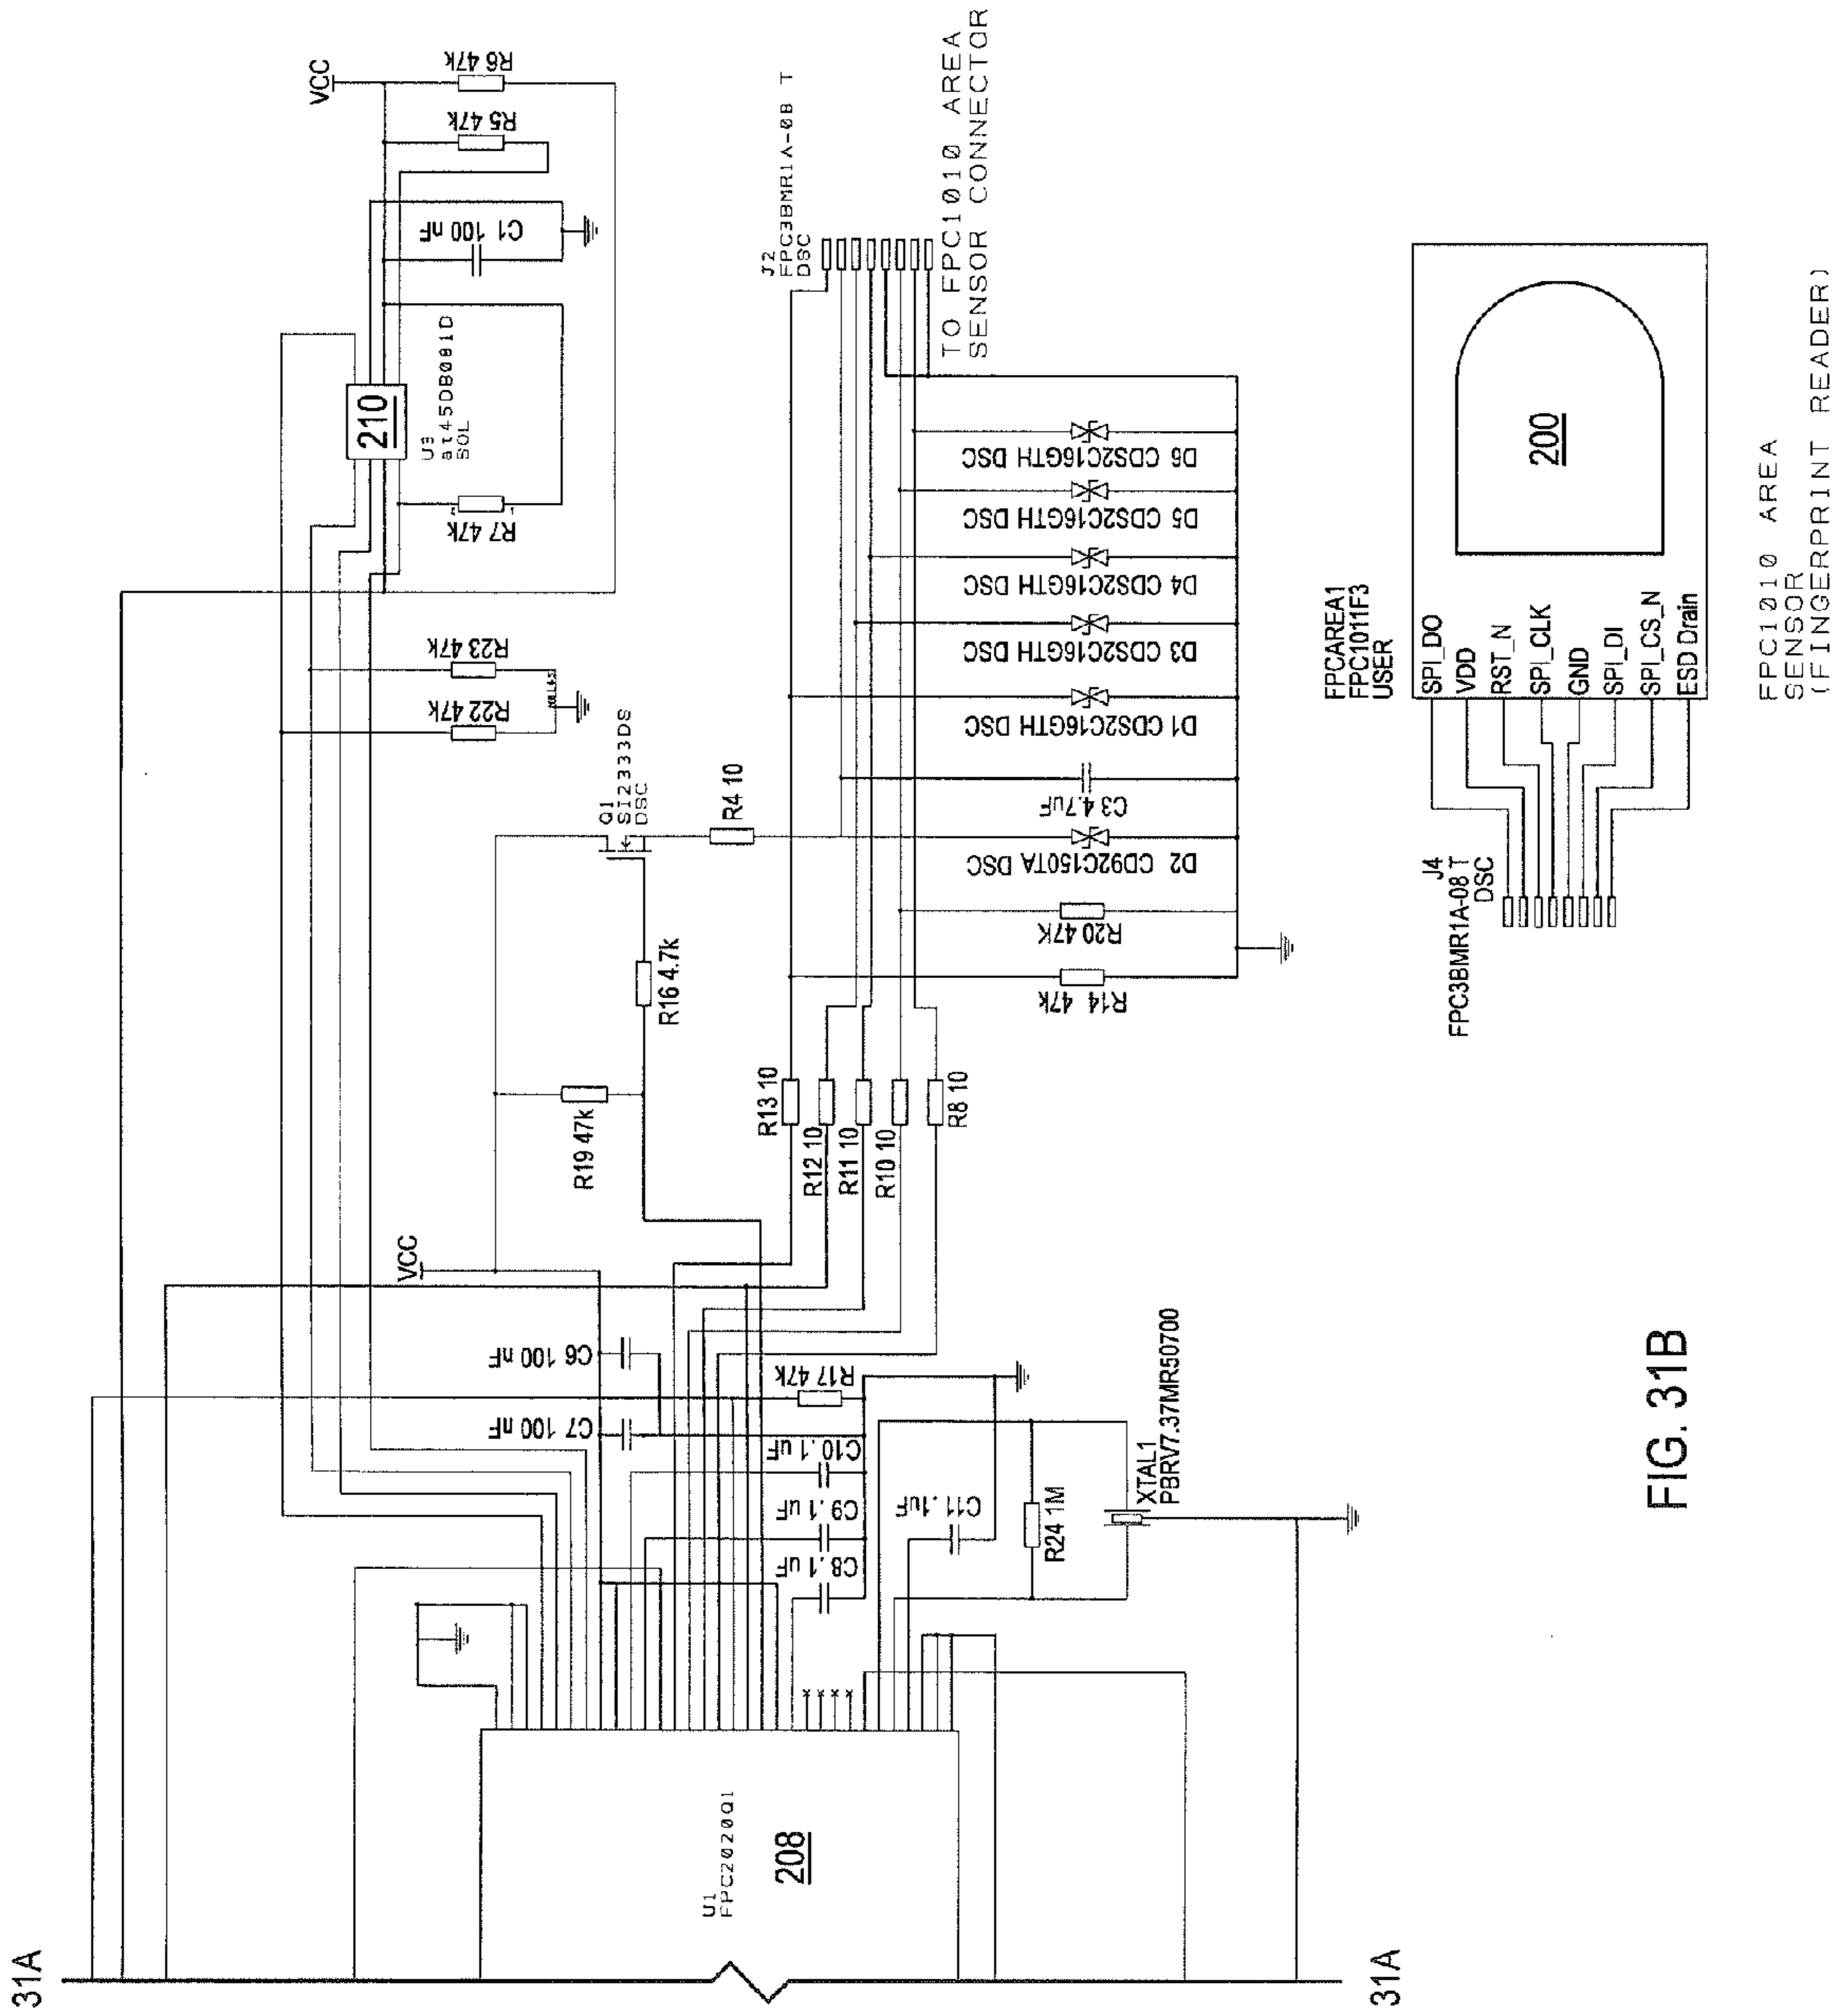 31A
VCC
R6 47k
R5 47k
C1 100 nF
210
U3
at45DB081D
SOL
R7 47k
R23 47k
R22 47k
Q1
SI2333DS
DSC
R4 10
R16 4.7k
R19 47k
VCC
J2
FPC3BMR1A-08 T
DSC
TO FPC1010 AREA
SENSOR CONNECTOR
D6 CDS2C16GTH DSC
D5 CDS2C16GTH DSC
D4 CDS2C16GTH DSC
D3 CDS2C16GTH DSC
D1 CDS2C16GTH DSC
C3 4.7uF
D2 CD92C150TA DSC
R20 47K
R14 47k
R13 10
R12 10
R11 10
R10 10
R8 10
C6 100 nF
C7 100 nF
R17 47k
C10 .1 uF
C9 .1 uF
C8 .1 uF
C11 .1uF
R24 1M
XTAL1
PBRV7.37MR50700
U1
FPC2020Q1
208
FPCAREA1
FPC1011F3
USER
SPI_DO
VDD
RST_N
SPI_CLK
GND
SPI_DI
SPI_CS_N
ESD Drain
200
J4
FPC3BMR1A-08 T
DSC
FPC1010 AREA
SENSOR
(FINGERPRINT READER)
31A
FIG. 31B